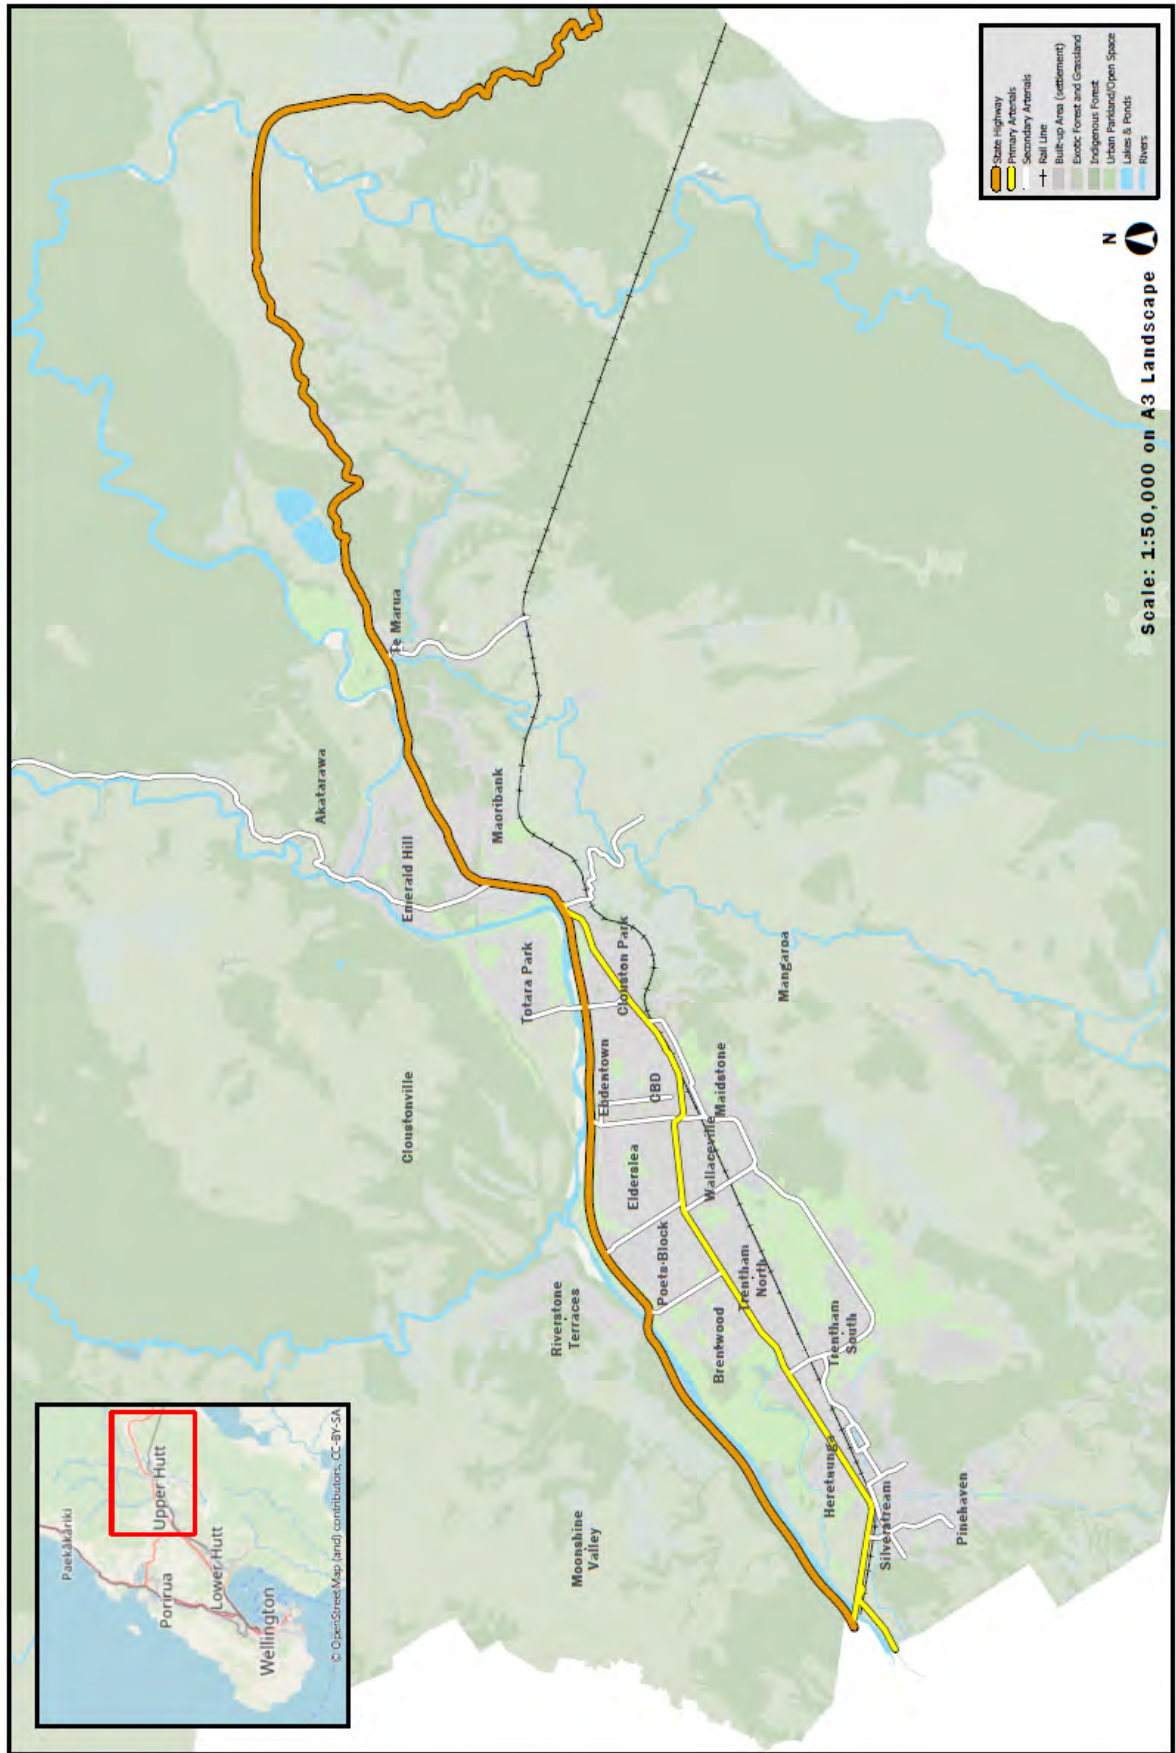 Paekākāriki
Upper Hutt
Porirua
Lower Hutt
Wellington
© OpenStreetMap (and) contributors, CC-BY-SA
Akatarawa
Te Marua
Emerald Hill
Maoribank
Cloustonville
Totara Park
Clouston Park
Mangaroa
Ebdentown
CBD
Maidstone
Elderslea
Wallaceville
Riverstone
Terraces
Poets Block
Trentham
North
Brentwood
Trentham
South
Moonshine
Valley
Heretaunga
Silverstream
Pinehaven
State Highway
Primary Arterials
Secondary Arterials
Rail Line
Built-up Area (settlement)
Exotic Forest and Grassland
Indigenous Forest
Urban Parkland/Open Space
Lakes & Ponds
Rivers
N
Scale: 1:50,000 on A3 Landscape